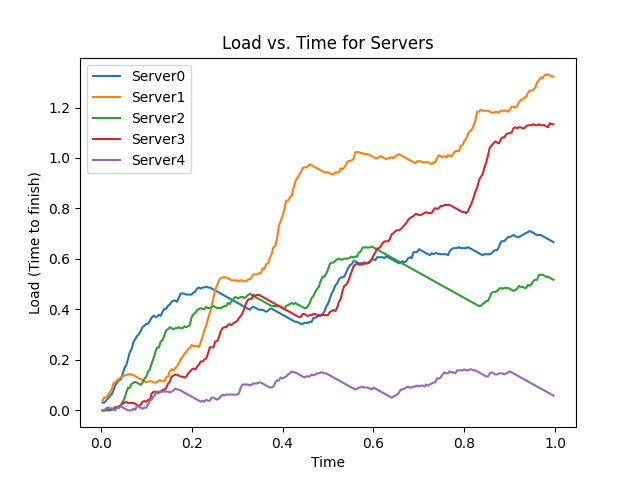 Load vs. Time for Servers
Server0
Server1
Server2
Server3
Server4
Load (Time to finish)
1.2
1.0
0.8
0.6
0.4
0.2
0.0
0.0 0.2 0.4 0.6 0.8 1.0
Time